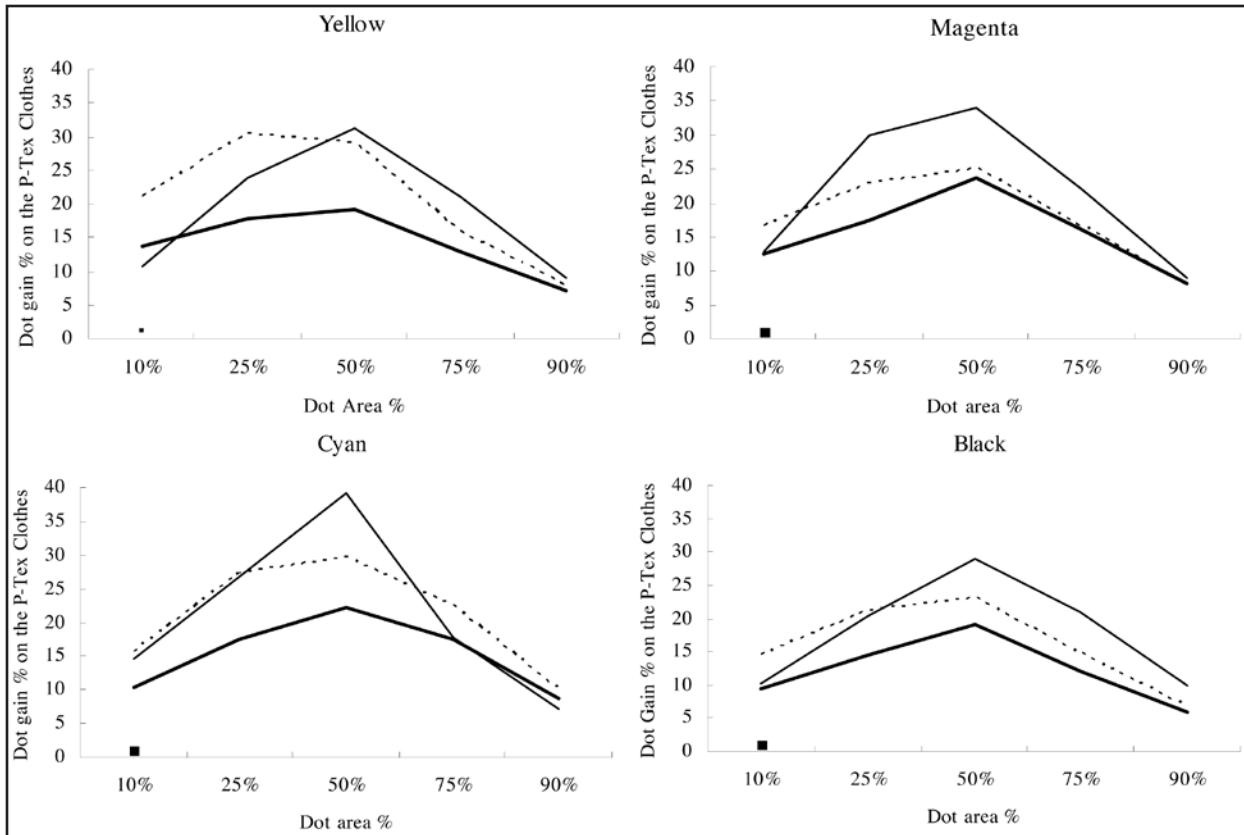 Yellow
Dot gain % on the P-Tex Clothes
40
35
30
25
20
15
10
5
0
10% 25% 50% 75% 90%
Dot Area %
Magenta
Dot gain % on the P-Tex Clothes
40
35
30
25
20
15
10
5
0
10% 25% 50% 75% 90%
Dot area %
Cyan
Dot gain % on the P-Tex Clothes
40
35
30
25
20
15
10
5
0
10% 25% 50% 75% 90%
Dot area %
Black
Dot Gain % on the P-Tex Clothes
40
35
30
25
20
15
10
5
0
10% 25% 50% 75% 90%
Dot area %